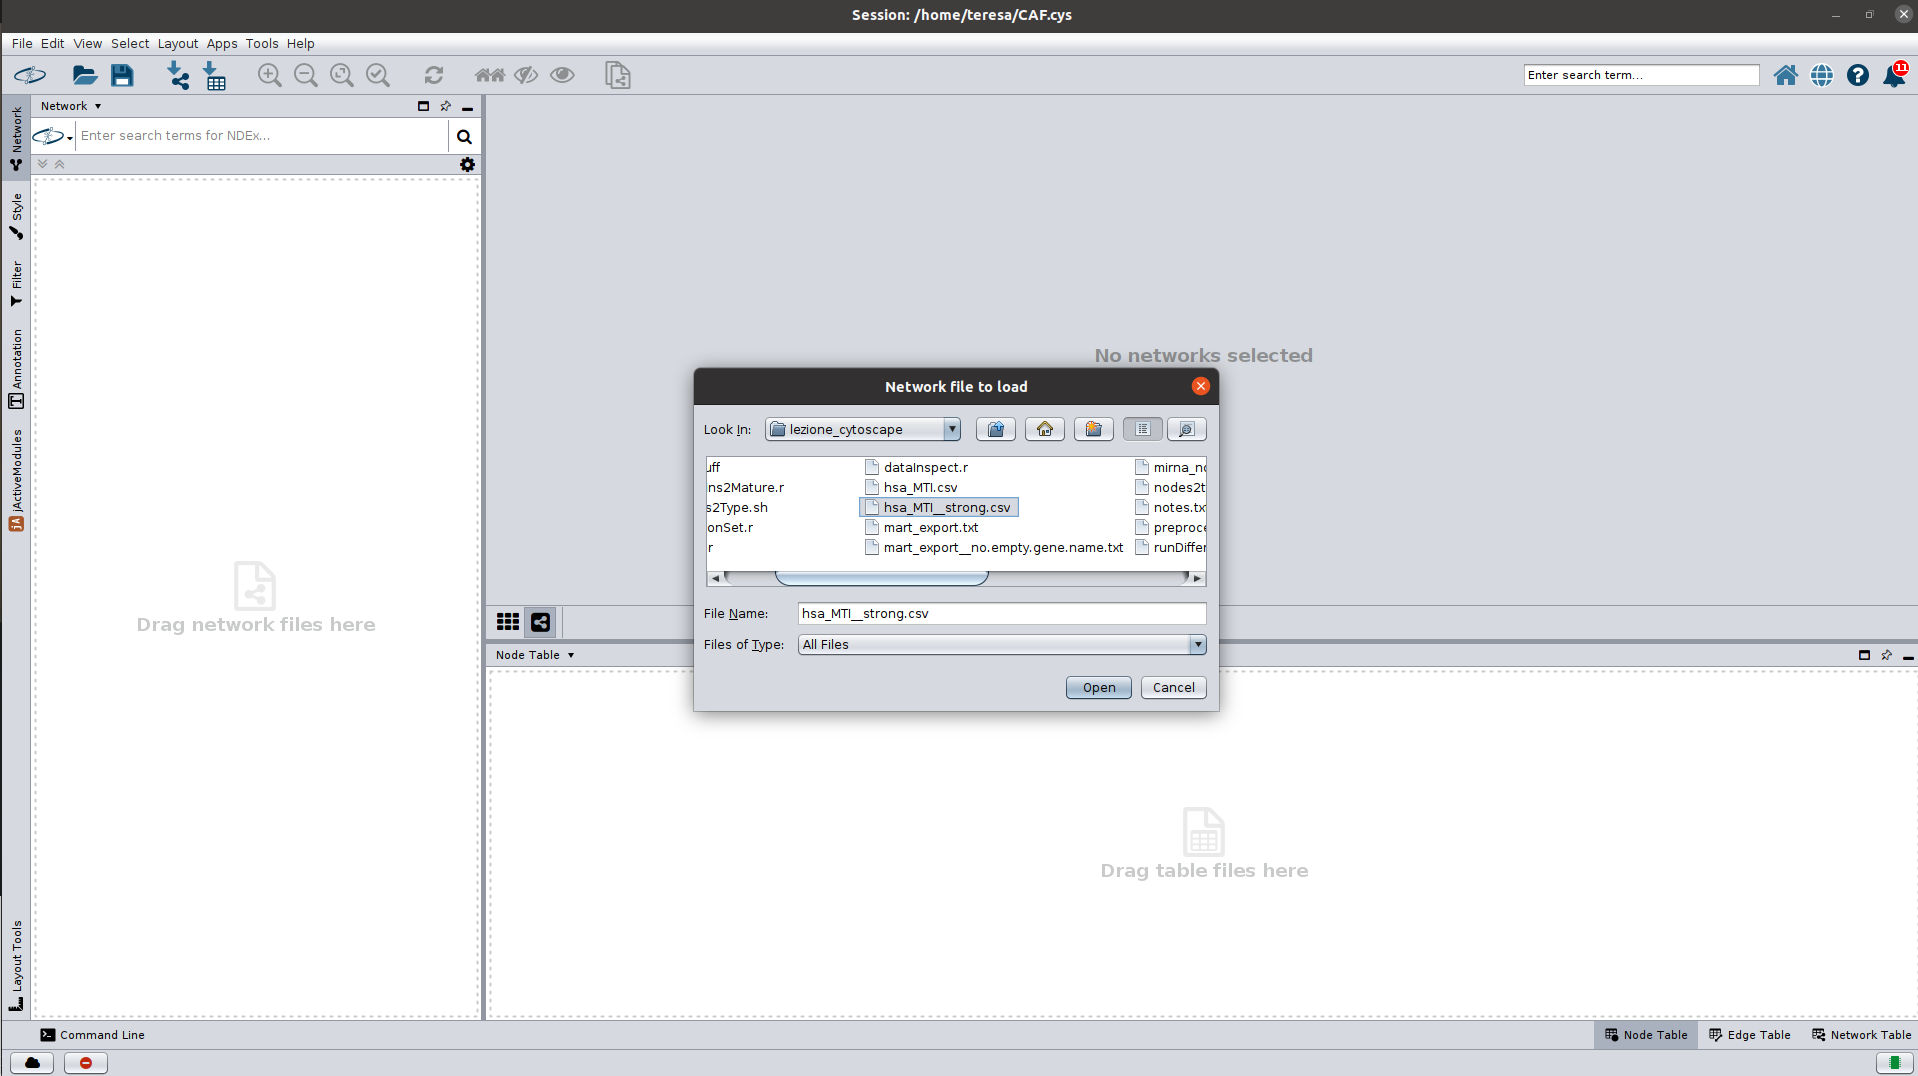 Session: /home/teresa/CAF.cys
File Edit View Select Layout Apps Tools Help
Enter search term...
11
Network
Enter search terms for NDEx...
Network
Style
Filter
Annotation
jActiveModules
jA
Layout Tools
Drag network files here
No networks selected
Network file to load
Look In: lezione_cytoscape
uff
ns2Mature.r
s2Type.sh
onSet.r
r
dataInspect.r
hsa_MTI.csv
hsa_MTI__strong.csv
mart_export.txt
mart_export__no.empty.gene.name.txt
mirna_no
nodes2t
notes.tx
preproce
runDiffer
File Name: hsa_MTI__strong.csv
Files of Type: All Files
Open Cancel
Node Table
Drag table files here
Command Line
Node Table Edge Table Network Table